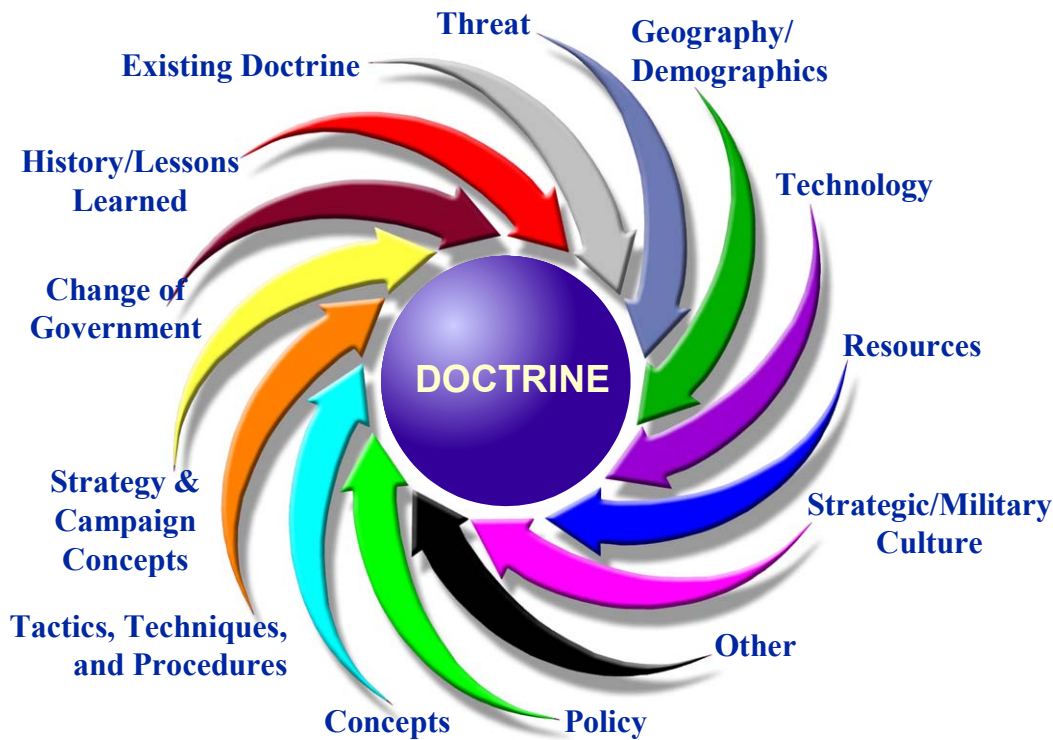 Threat
Geography/
Demographics
Existing Doctrine
History/Lessons
Learned
Technology
Change of
Government
Resources
DOCTRINE
Strategy &
Campaign
Concepts
Strategic/Military
Culture
Tactics, Techniques,
and Procedures
Other
Concepts
Policy